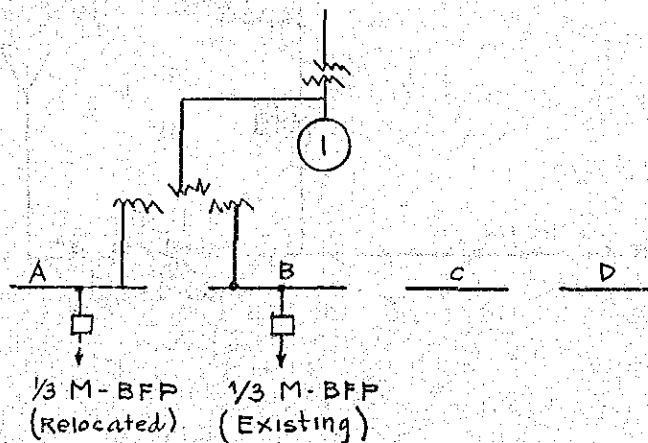 1
A
B
C
D
1/3 M-BFP
(Relocated)
1/3 M-BFP
(Existing)